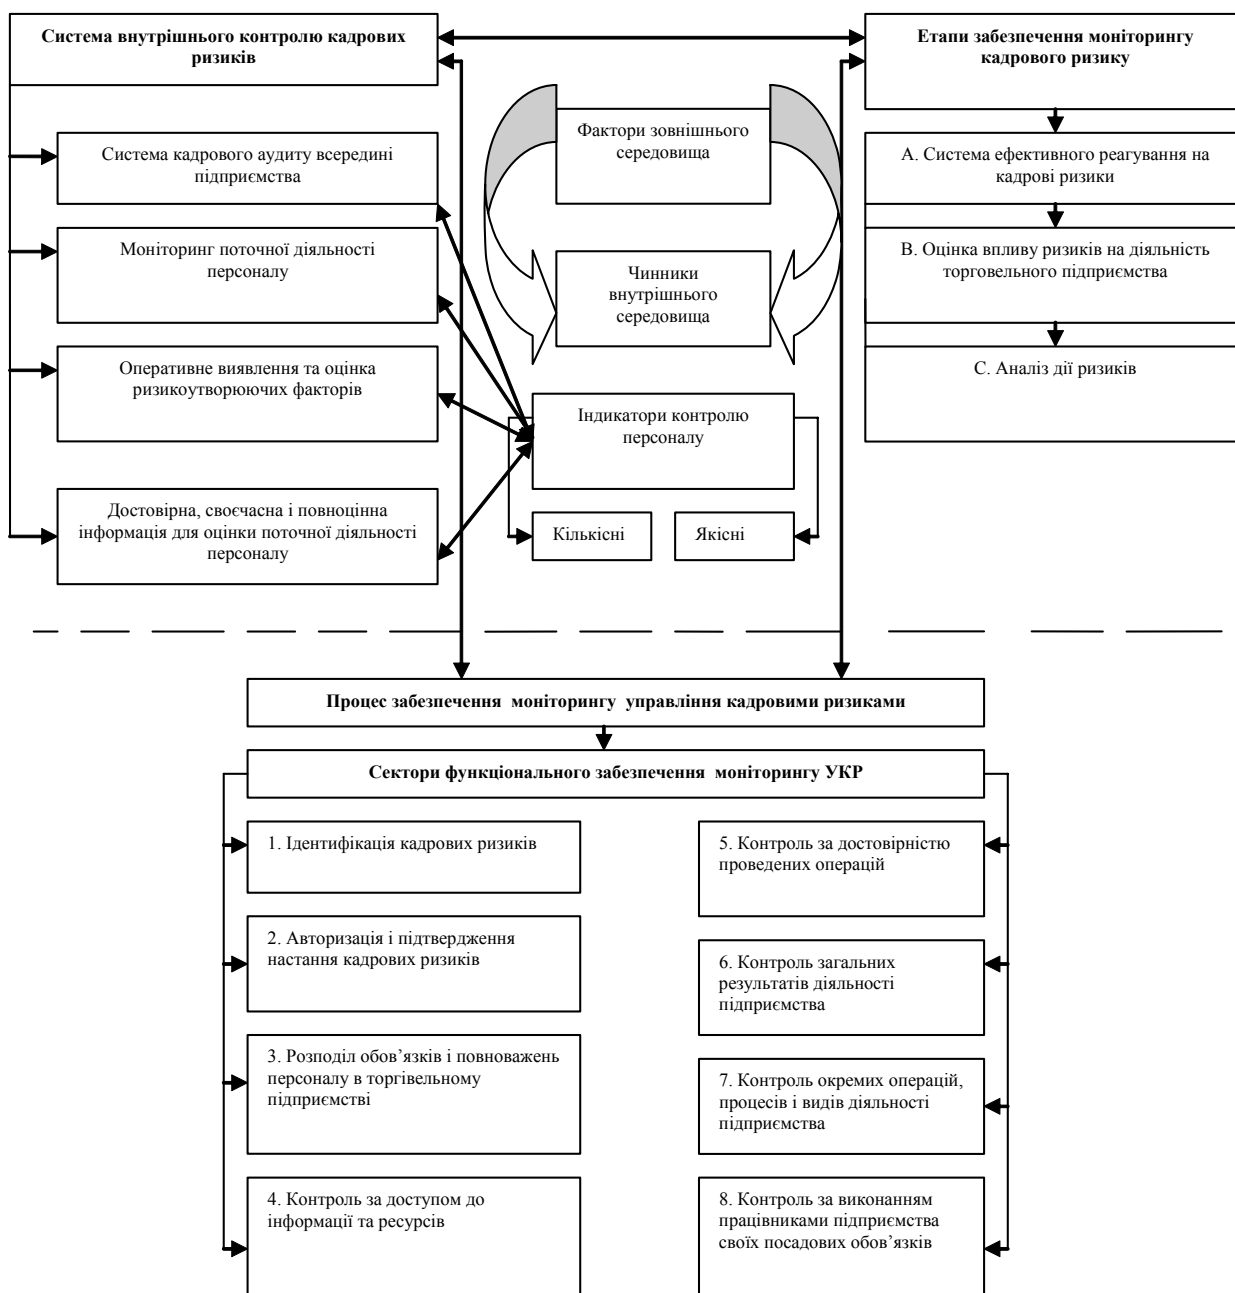 Система внутрішнього контролю кадрових
ризиків
Етапи забезпечення моніторингу
кадрового ризику
Система кадрового аудиту всередині
підприємства
Моніторинг поточної діяльності
персоналу
Оперативне виявлення та оцінка
ризикоутворюючих факторів
Достовірна, своєчасна і повноцінна
інформація для оцінки поточної діяльності
персоналу
Фактори зовнішнього
середовища
Чинники
внутрішнього
середовища
Індикатори контролю
персоналу
Кількісні
Якісні
А. Система ефективного реагування на
кадрові ризики
В. Оцінка впливу ризиків на діяльність
торговельного підприємства
С. Аналіз дії ризиків
Процес забезпечення моніторингу управління кадровими ризиками
Сектори функціонального забезпечення моніторингу УКР
1. Ідентифікація кадрових ризиків
2. Авторизація і підтвердження
настання кадрових ризиків
3. Розподіл обов’язків і повноважень
персоналу в торгівельному
підприємстві
4. Контроль за доступом до
інформації та ресурсів
5. Контроль за достовірністю
проведених операцій
6. Контроль загальних
результатів діяльності
підприємства
7. Контроль окремих операцій,
процесів і видів діяльності
підприємства
8. Контроль за виконанням
працівниками підприємства
своїх посадових обов’язків